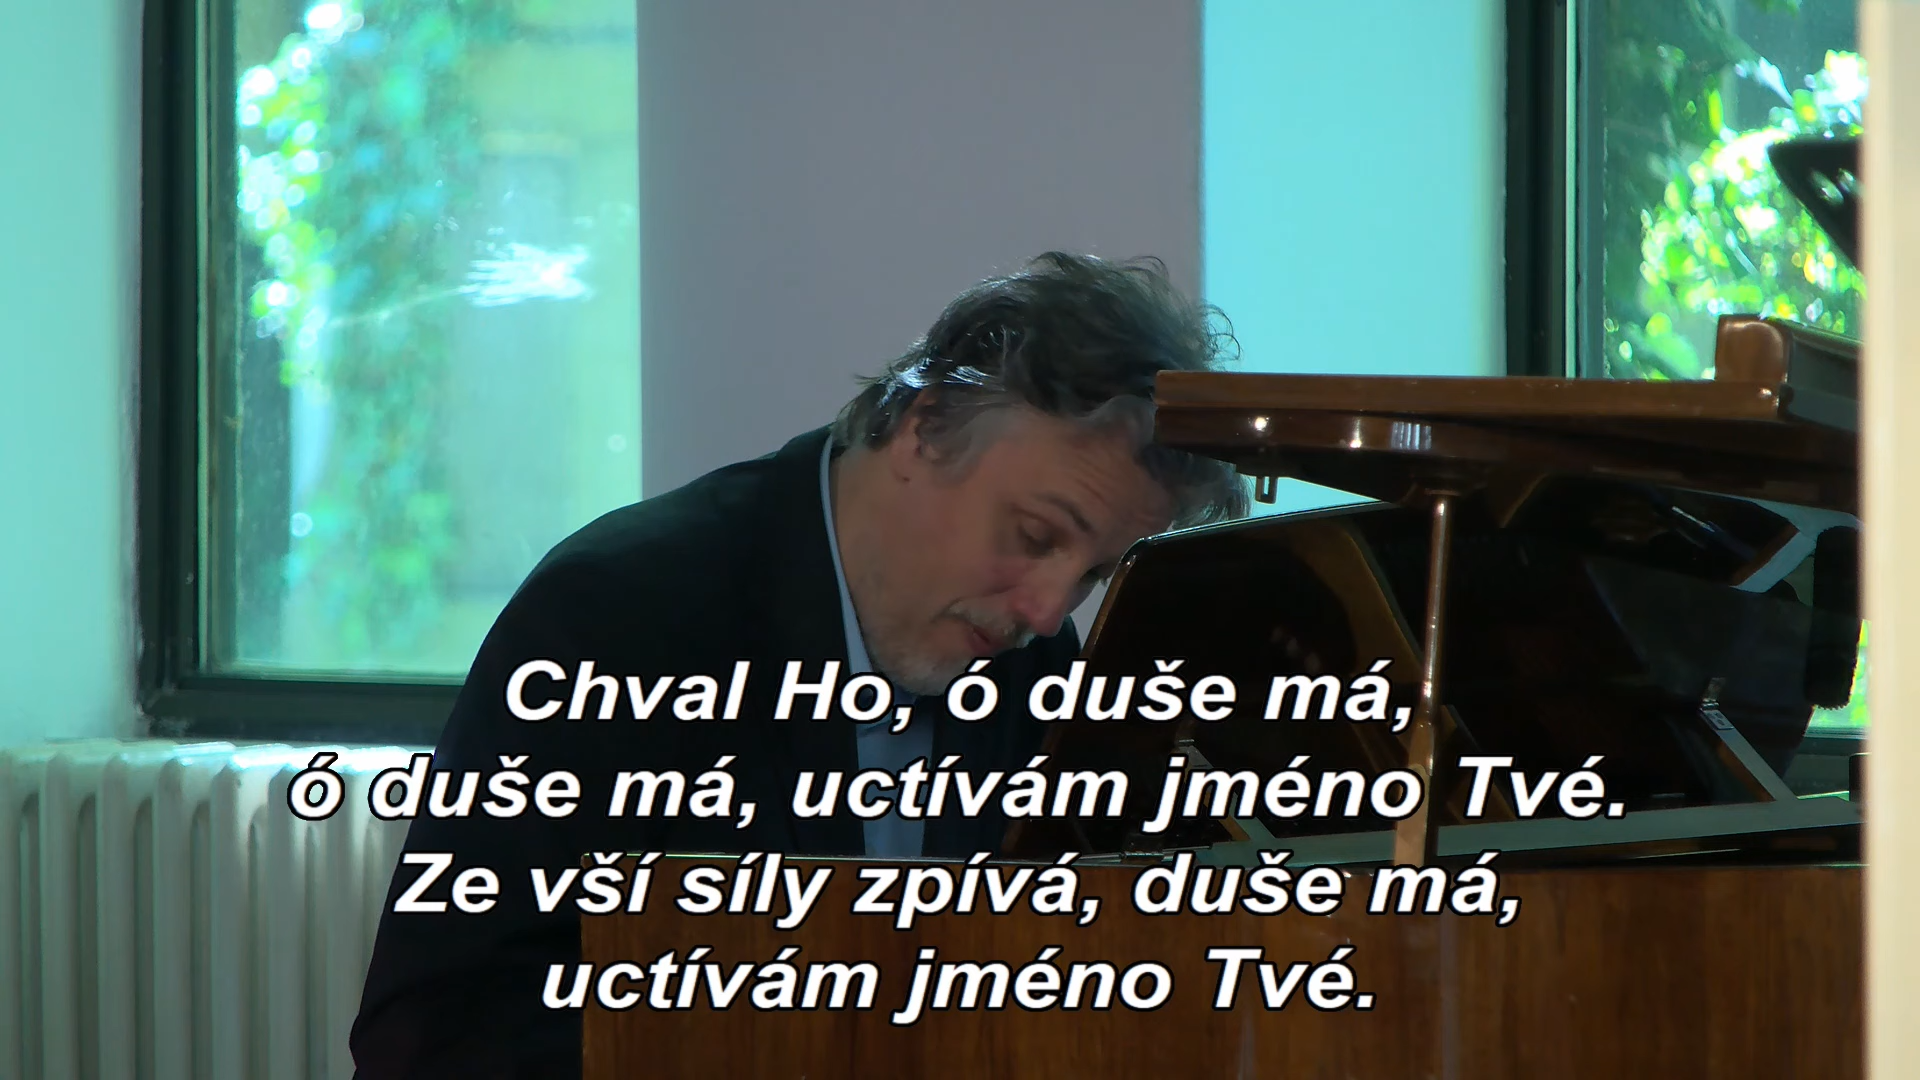 Chval Ho, ó duše má,
ó duše má, uctívám jméno Tvé.
Ze vší síly zpívá, duše má,
uctívám jméno Tvé.